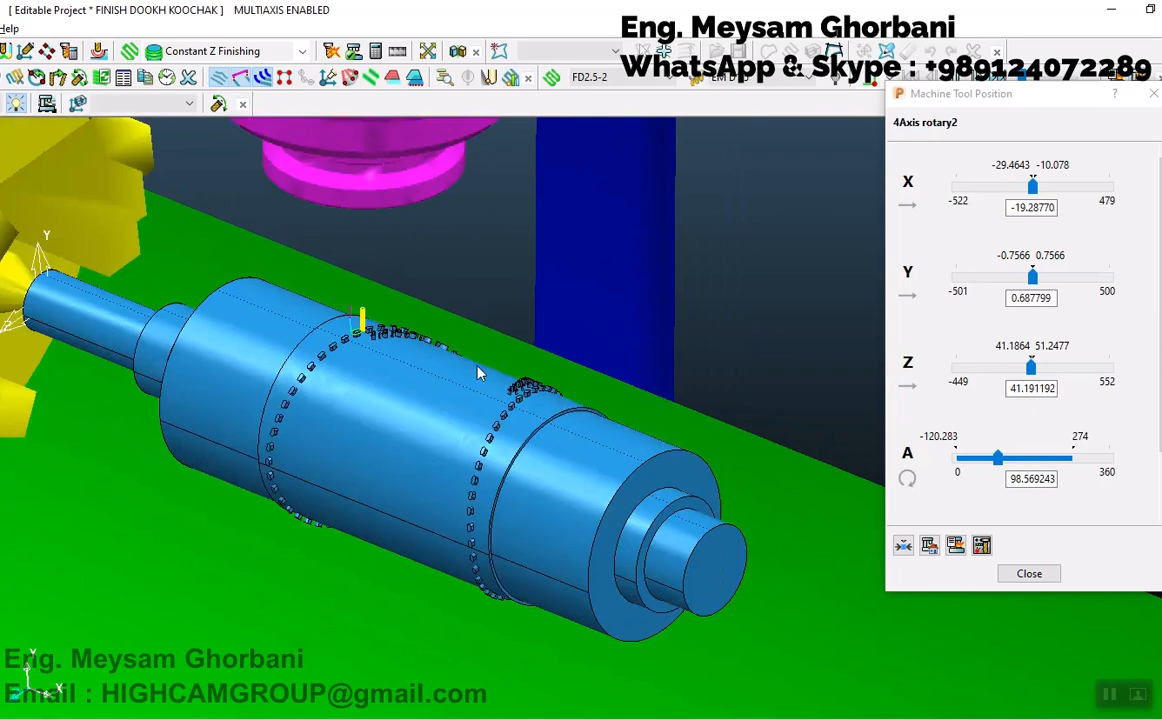 [ Editable Project * FINISH DOOKH KOOCHAK ]    MULTIAXIS ENABLED
Help
Eng. Meysam Ghorbani
WhatsApp & Skype : +989124072289
Constant Z Finishing
FD2.5-2
Machine Tool Position
? ×
4Axis rotary2
-29.4643 -10.078
X
-522 479
-19.28770
-0.7566 0.7566
Y
-501 500
0.687799
41.1864 51.2477
Z
-449 552
41.191192
-120.283 274
A
0 360
98.569243
Close
Y
Z
Eng. Meysam Ghorbani
Email : HIGHCAMGROUP@gmail.com
X